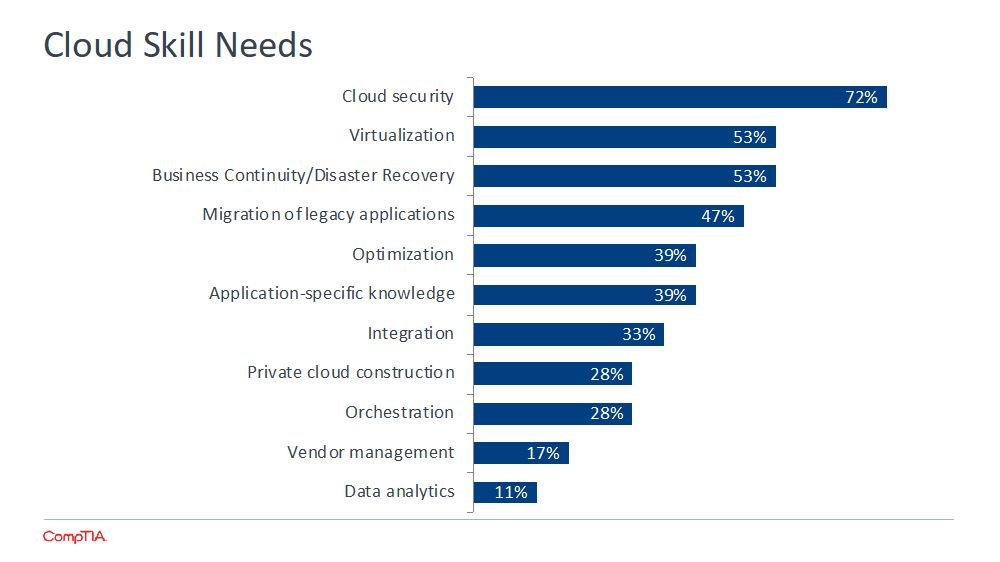 Cloud Skill Needs
Cloud security 72%
Virtualization 53%
Business Continuity/Disaster Recovery 53%
Migration of legacy applications 47%
Optimization 39%
Application-specific knowledge 39%
Integration 33%
Private cloud construction 28%
Orchestration 28%
Vendor management 17%
Data analytics 11%
CompTIA.